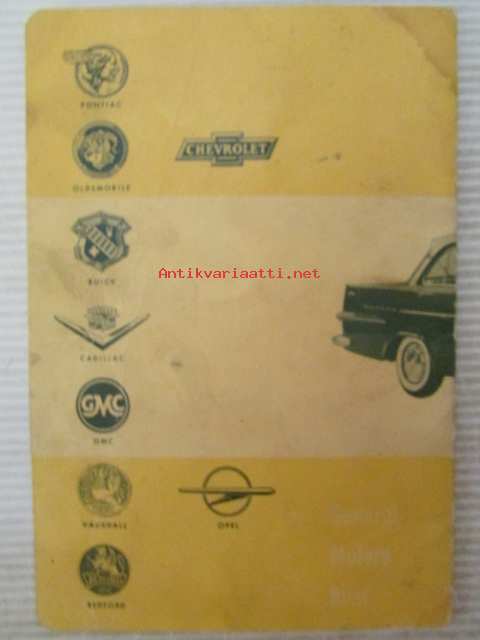 PONTIAC
OLDSMOBILE
CHEVROLET
BUICK
Antikvariaatti.net
CADILLAC
GMC
GMC
VAUXHALL
OPEL
General
Motors
BEDFORD